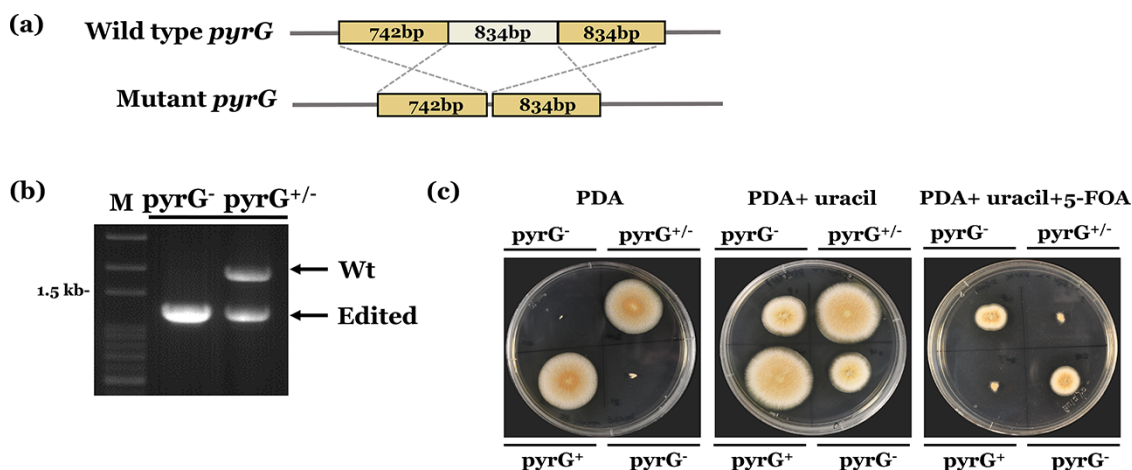 (a)
Wild type pyrG
742bp 834bp 834bp
Mutant pyrG
742bp 834bp
(b)
M pyrG- pyrG+/-
1.5 kb-
Wt
Edited
(c)
PDA PDA+ uracil PDA+ uracil+5-FOA
pyrG- pyrG+/- pyrG- pyrG+/- pyrG- pyrG+/-
pyrG+ pyrG- pyrG+ pyrG- pyrG+ pyrG-